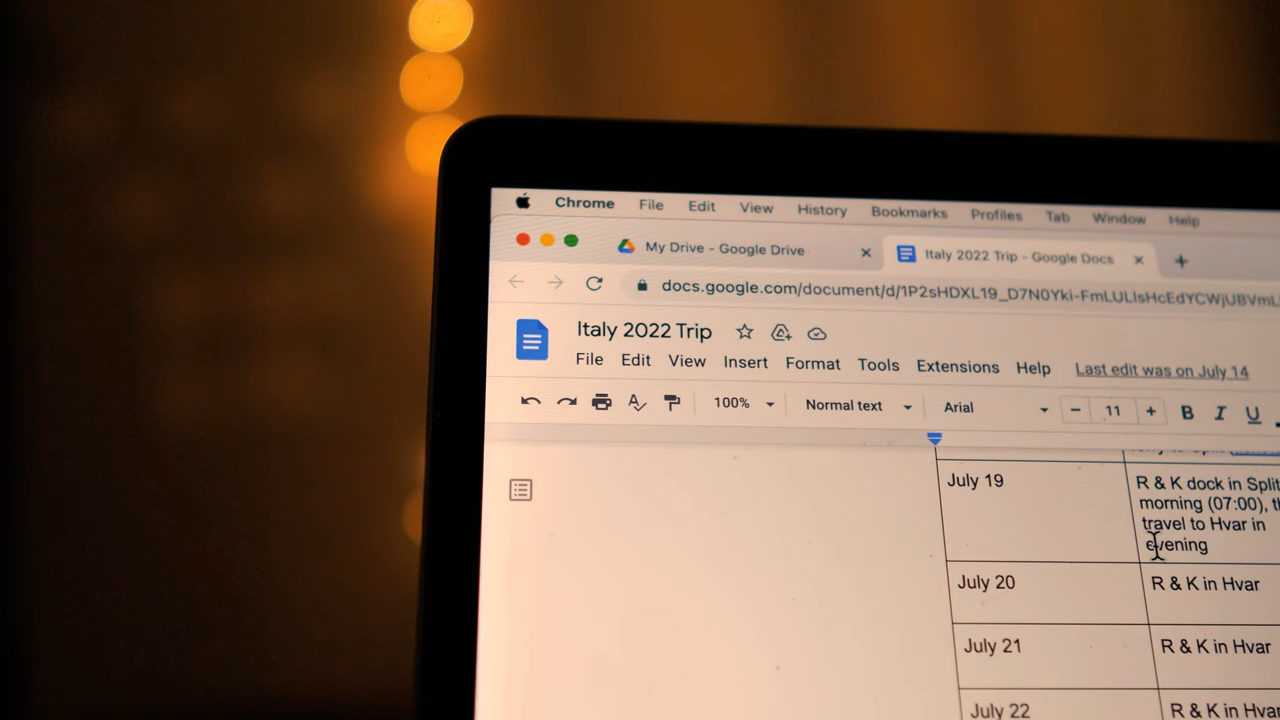 Chrome File Edit View History Bookmarks Profiles Tab Window Help
My Drive - Google Drive Italy 2022 Trip - Google Docs
docs.google.com/document/d/1P2sHDXL19_D7N0Yki-FmLULlsHcEdYCWjUBVmL
Italy 2022 Trip
File Edit View Insert Format Tools Extensions Help Last edit was on July 14
100% Normal text Arial 11 B I U
July 19
R & K dock in Split
morning (07:00), th
travel to Hvar in
evening
July 20 R & K in Hvar
July 21 R & K in Hvar
July 22 R & K in Hvar